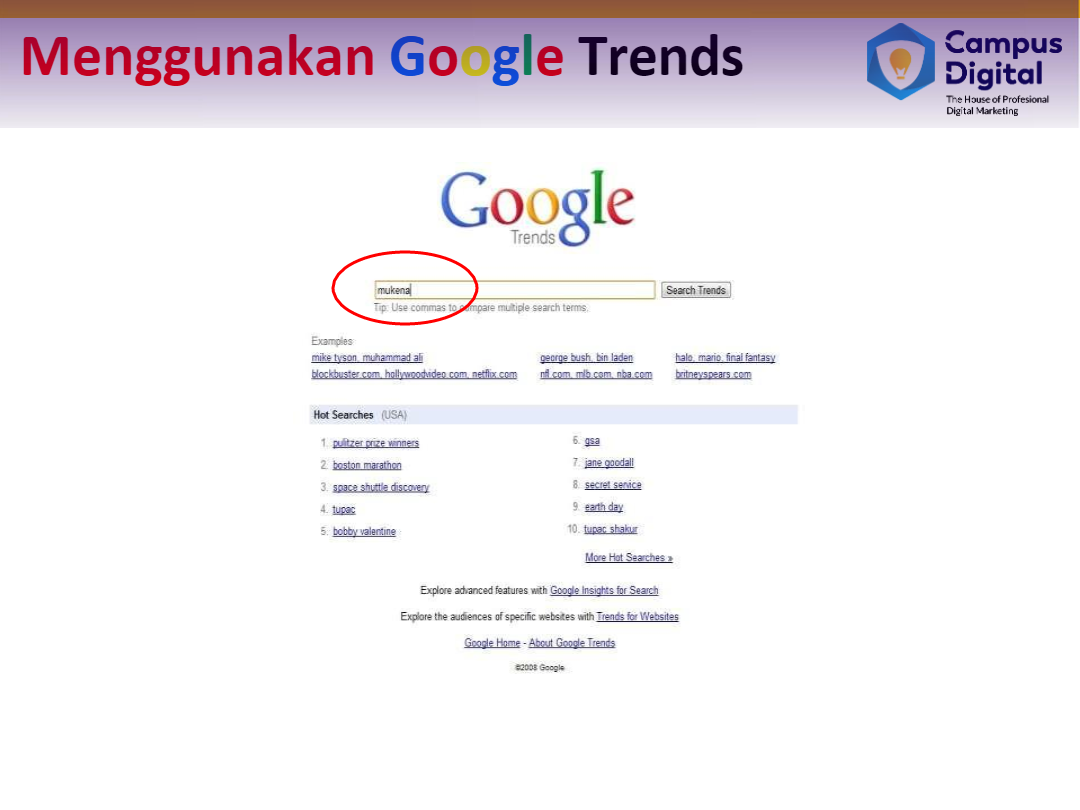 Menggunakan Google Trends
Campus
Digital
The House of Profesional
Digital Marketing
Google
Trends
mukena
Search Trends
Tip: Use commas to compare multiple search terms.
Examples
mike tyson, muhammad ali
george bush, bin laden
halo, mario, final fantasy
blockbuster.com, hollywoodvideo.com, netflix.com
nfl.com, mlb.com, nba.com
britneyspears.com
Hot Searches (USA)
1. pulitzer prize winners
2. boston marathon
3. space shuttle discovery
4. tupac
5. bobby valentine
6. gsa
7. jane goodall
8. secret service
9. earth day
10. tupac shakur
More Hot Searches »
Explore advanced features with Google Insights for Search
Explore the audiences of specific websites with Trends for Websites
Google Home - About Google Trends
©2008 Google